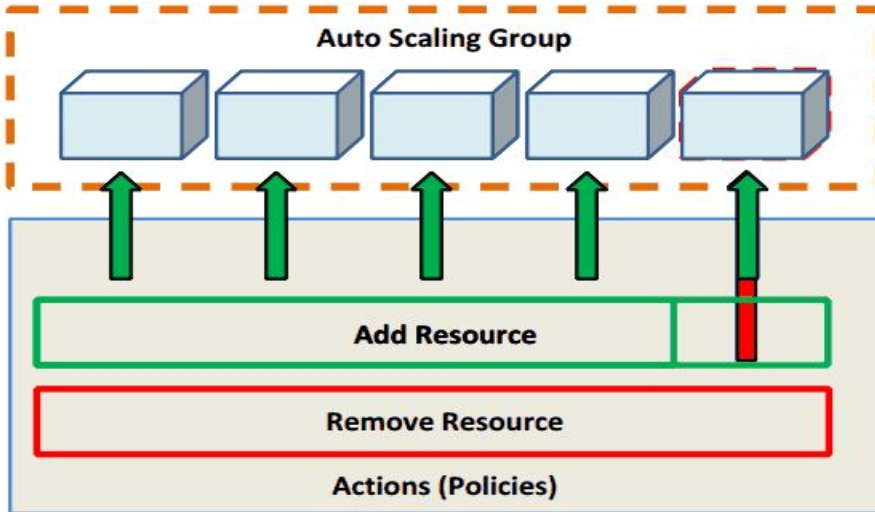 Auto Scaling Group
Add Resource
Remove Resource
Actions (Policies)